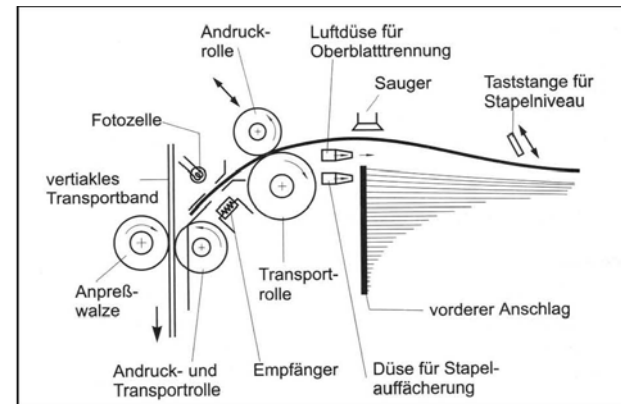 Andruck-
rolle
Luftdüse für
Oberblatttrennung
Sauger
Taststange für
Stapelniveau
Fotozelle
vertiakles
Transportband
Anpreß-
walze
Transport-
rolle
vorderer Anschlag
Andruck- und
Transportrolle
Empfänger
Düse für Stapel-
auffächerung